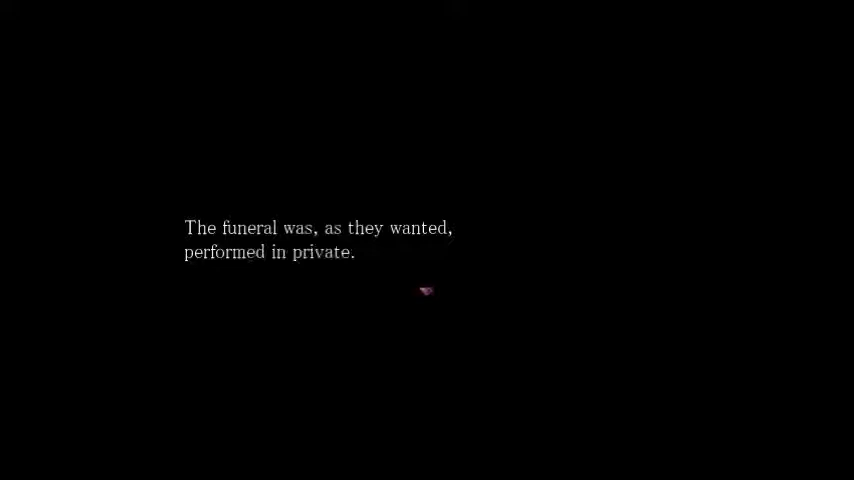 The funeral was, as they wanted,
performed in private.